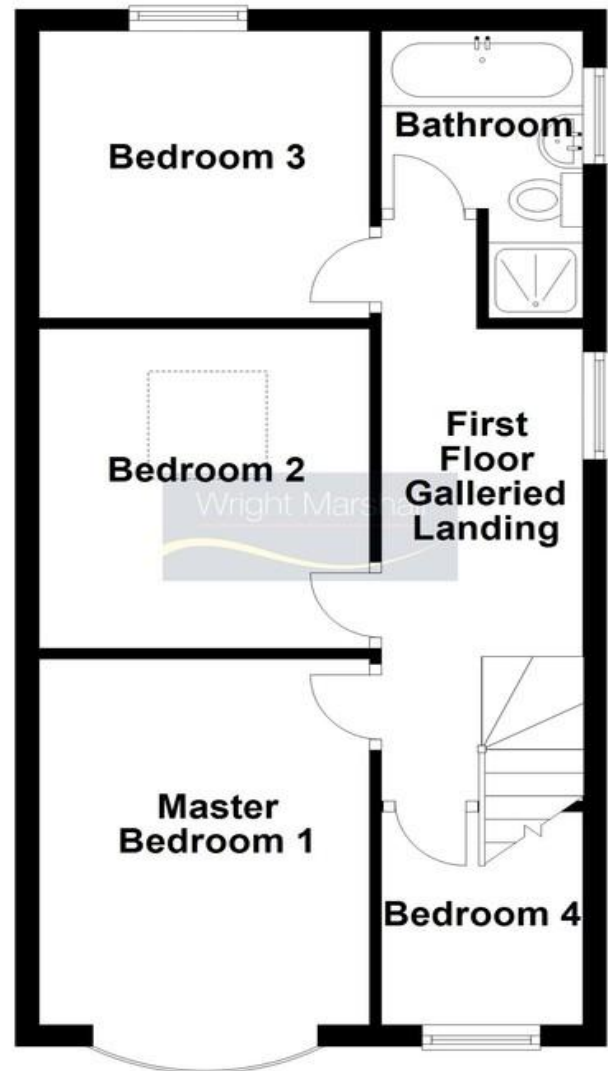 Bedroom 3
Bathroom
Bedroom 2
Wright Marshall
First
Floor
Galleried
Landing
Master
Bedroom 1
Bedroom 4